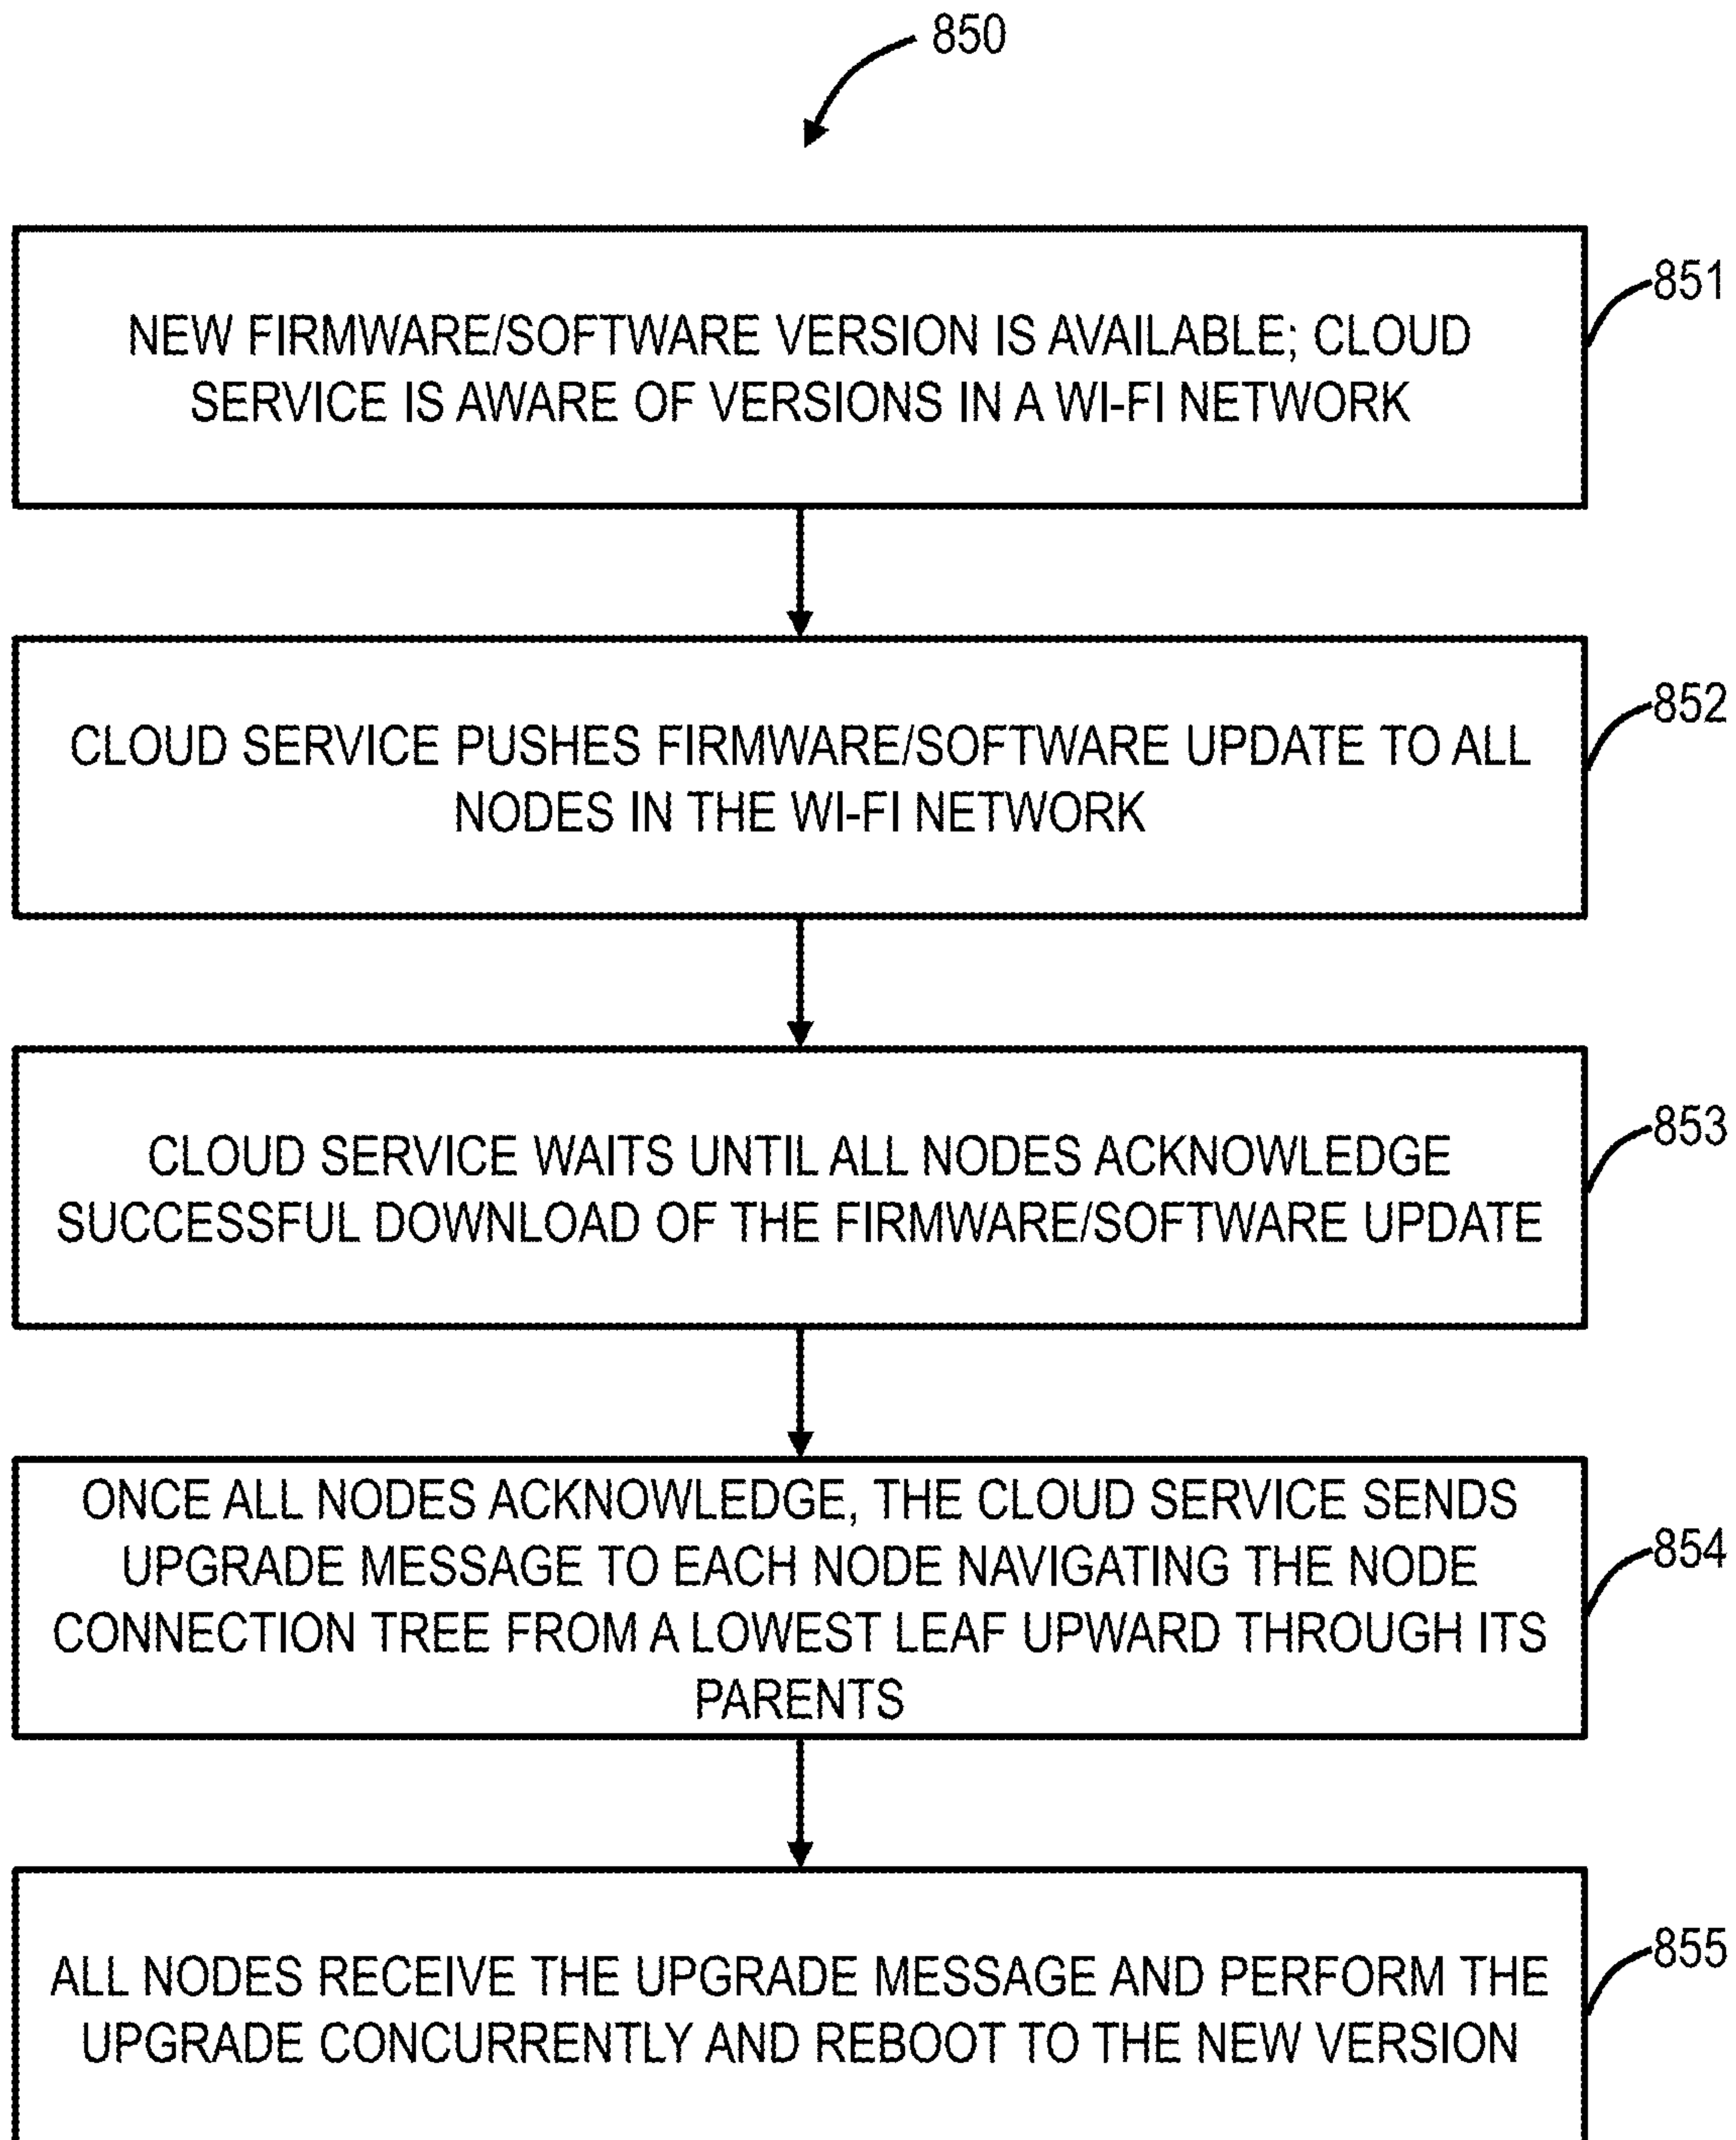 850
NEW FIRMWARE/SOFTWARE VERSION IS AVAILABLE; CLOUD
SERVICE IS AWARE OF VERSIONS IN A WI-FI NETWORK
851
CLOUD SERVICE PUSHES FIRMWARE/SOFTWARE UPDATE TO ALL
NODES IN THE WI-FI NETWORK
852
CLOUD SERVICE WAITS UNTIL ALL NODES ACKNOWLEDGE
SUCCESSFUL DOWNLOAD OF THE FIRMWARE/SOFTWARE UPDATE
853
ONCE ALL NODES ACKNOWLEDGE, THE CLOUD SERVICE SENDS
UPGRADE MESSAGE TO EACH NODE NAVIGATING THE NODE
CONNECTION TREE FROM A LOWEST LEAF UPWARD THROUGH ITS
PARENTS
854
ALL NODES RECEIVE THE UPGRADE MESSAGE AND PERFORM THE
UPGRADE CONCURRENTLY AND REBOOT TO THE NEW VERSION
855